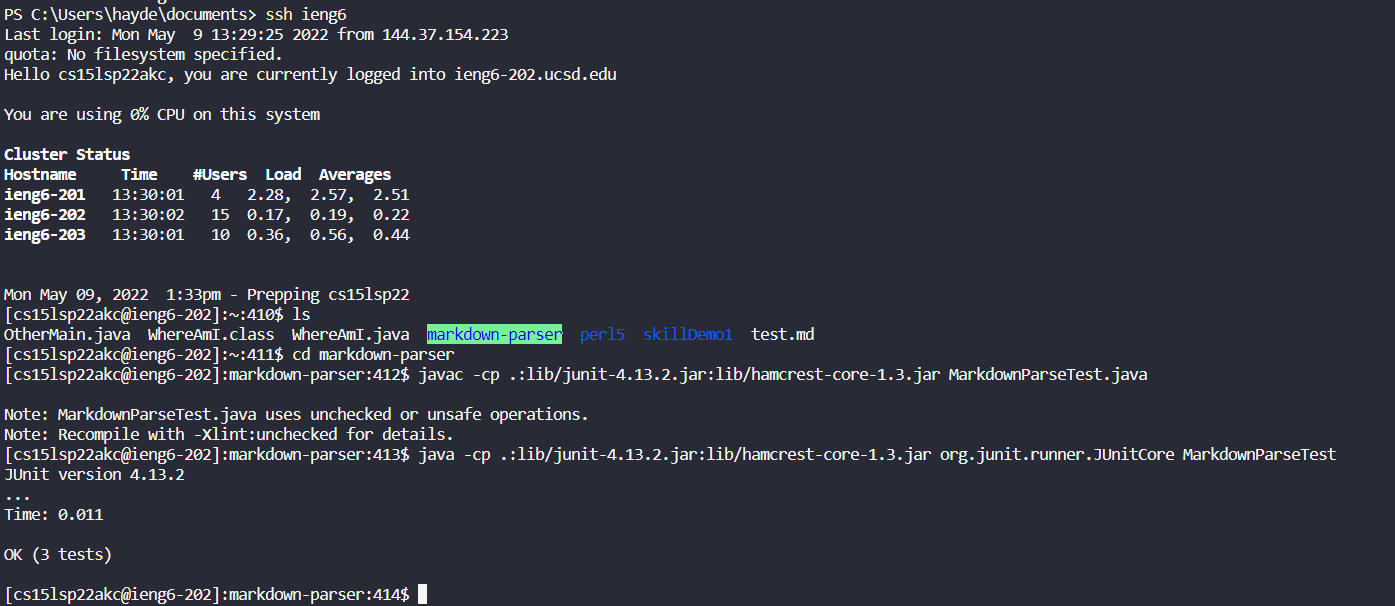 PS C:\Users\hayde\documents> ssh ieng6
Last login: Mon May  9 13:29:25 2022 from 144.37.154.223
quota: No filesystem specified.
Hello cs15lsp22akc, you are currently logged into ieng6-202.ucsd.edu
You are using 0% CPU on this system
Cluster Status
Hostname     Time    #Users  Load  Averages
ieng6-201   13:30:01   4   2.28,  2.57,  2.51
ieng6-202   13:30:02   15  0.17,  0.19,  0.22
ieng6-203   13:30:01   10  0.36,  0.56,  0.44
Mon May 09, 2022  1:33pm - Prepping cs15lsp22
[cs15lsp22akc@ieng6-202]:~:410$ ls
OtherMain.java  WhereAmI.class  WhereAmI.java  markdown-parser  perl5  skillDemo1  test.md
[cs15lsp22akc@ieng6-202]:~:411$ cd markdown-parser
[cs15lsp22akc@ieng6-202]:markdown-parser:412$ javac -cp .:lib/junit-4.13.2.jar:lib/hamcrest-core-1.3.jar MarkdownParseTest.java
Note: MarkdownParseTest.java uses unchecked or unsafe operations.
Note: Recompile with -Xlint:unchecked for details.
[cs15lsp22akc@ieng6-202]:markdown-parser:413$ java -cp .:lib/junit-4.13.2.jar:lib/hamcrest-core-1.3.jar org.junit.runner.JUnitCore MarkdownParseTest
JUnit version 4.13.2
...
Time: 0.011
OK (3 tests)
[cs15lsp22akc@ieng6-202]:markdown-parser:414$